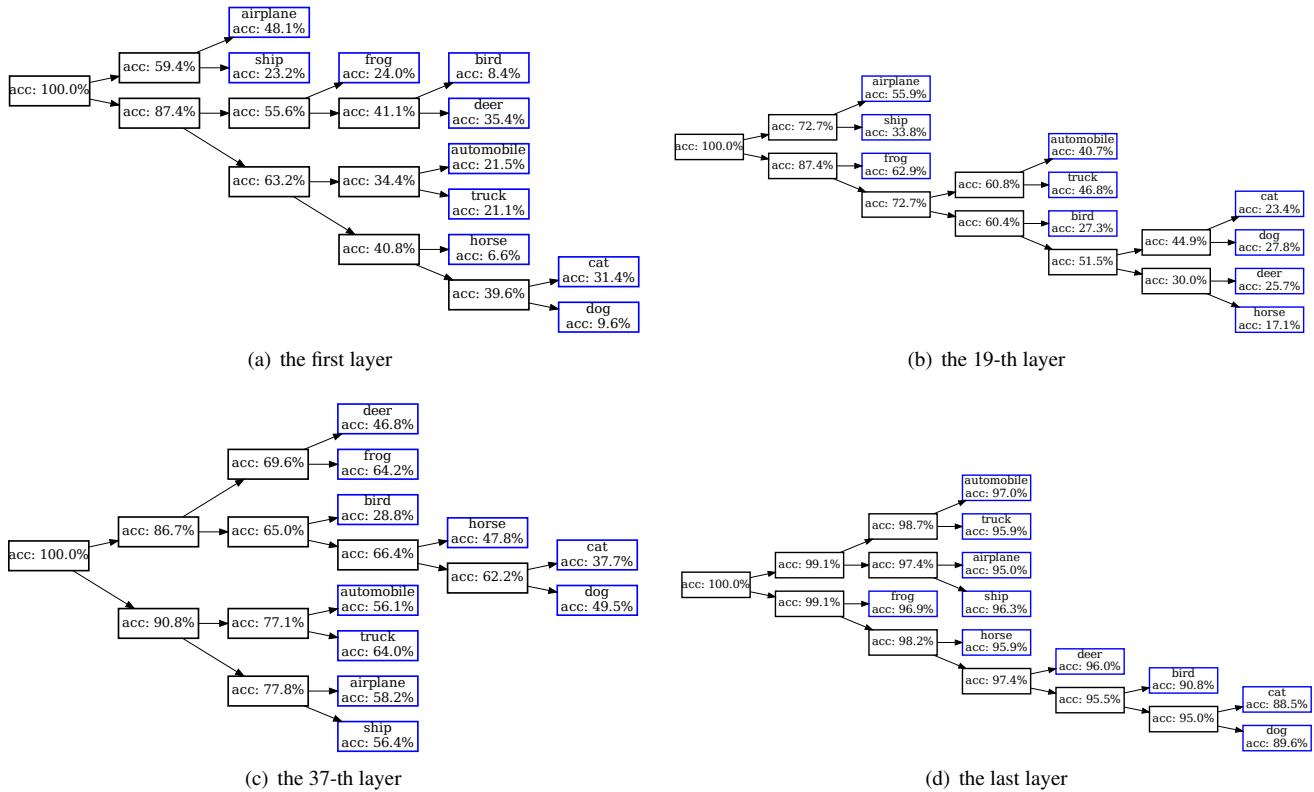 airplane
acc: 48.1%
acc: 59.4%
ship
acc: 23.2%
frog
acc: 24.0%
bird
acc: 8.4%
acc: 100.0%
acc: 87.4%
acc: 55.6%
acc: 41.1%
deer
acc: 35.4%
automobile
acc: 21.5%
acc: 63.2%
acc: 34.4%
truck
acc: 21.1%
acc: 40.8%
horse
acc: 6.6%
cat
acc: 31.4%
acc: 39.6%
dog
acc: 9.6%
(a) the first layer
airplane
acc: 55.9%
acc: 72.7%
ship
acc: 33.8%
automobile
acc: 40.7%
acc: 100.0%
acc: 87.4%
frog
acc: 62.9%
acc: 60.8%
truck
acc: 46.8%
acc: 72.7%
cat
acc: 23.4%
acc: 60.4%
bird
acc: 27.3%
acc: 44.9%
dog
acc: 27.8%
acc: 51.5%
acc: 30.0%
deer
acc: 25.7%
horse
acc: 17.1%
(b) the 19-th layer
deer
acc: 46.8%
acc: 69.6%
frog
acc: 64.2%
bird
acc: 28.8%
acc: 86.7%
acc: 65.0%
horse
acc: 47.8%
acc: 100.0%
acc: 66.4%
cat
acc: 37.7%
acc: 62.2%
dog
acc: 49.5%
automobile
acc: 56.1%
acc: 90.8%
acc: 77.1%
truck
acc: 64.0%
acc: 77.8%
airplane
acc: 58.2%
ship
acc: 56.4%
(c) the 37-th layer
automobile
acc: 97.0%
acc: 98.7%
truck
acc: 95.9%
acc: 99.1%
acc: 97.4%
airplane
acc: 95.0%
acc: 100.0%
acc: 99.1%
frog
acc: 96.9%
ship
acc: 96.3%
acc: 98.2%
horse
acc: 95.9%
acc: 97.4%
deer
acc: 96.0%
acc: 95.5%
bird
acc: 90.8%
acc: 95.0%
cat
acc: 88.5%
dog
acc: 89.6%
(d) the last layer